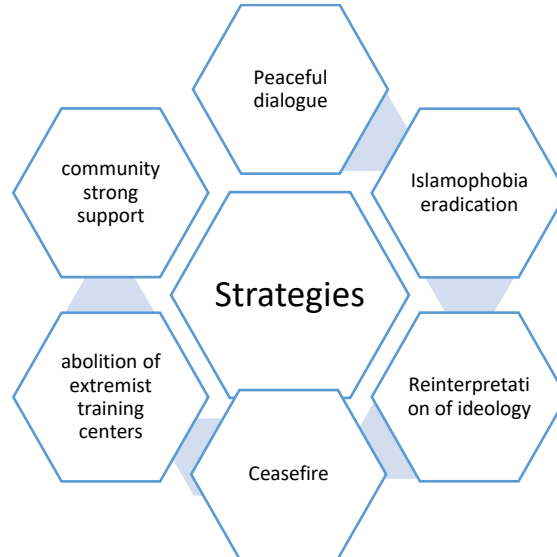 Peaceful
dialogue
Islamophobia
eradication
Reinterpretati
on of ideology
Ceasefire
abolition of
extremist
training
centers
community
strong
support
Strategies